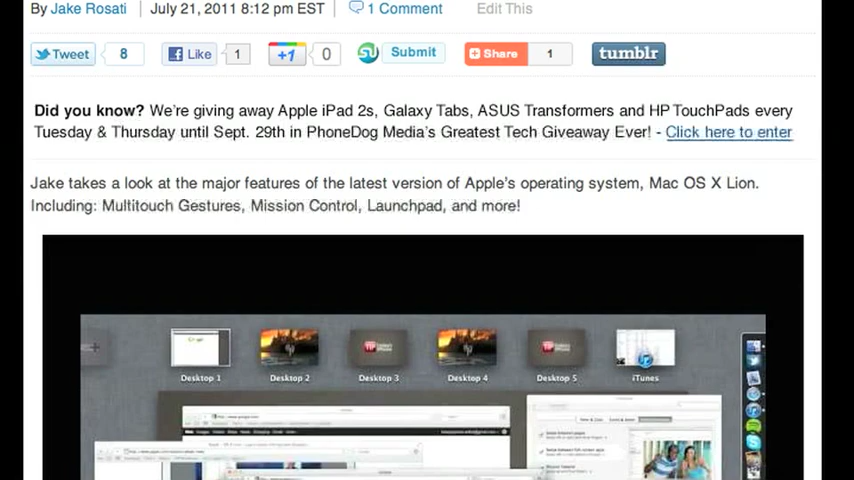 By Jake Rosati | July 21, 2011 8:12 pm EST | 1 Comment Edit This
Tweet 8 Like 1 +1 0 Submit Share 1 tumblr
Did you know? We're giving away Apple iPad 2s, Galaxy Tabs, ASUS Transformers and HP TouchPads every
Tuesday & Thursday until Sept. 29th in PhoneDog Media's Greatest Tech Giveaway Ever! - Click here to enter
Jake takes a look at the major features of the latest version of Apple's operating system, Mac OS X Lion.
Including: Multitouch Gestures, Mission Control, Launchpad, and more!
Desktop 1 Desktop 2 Desktop 3 Desktop 4 Desktop 5 iTunes